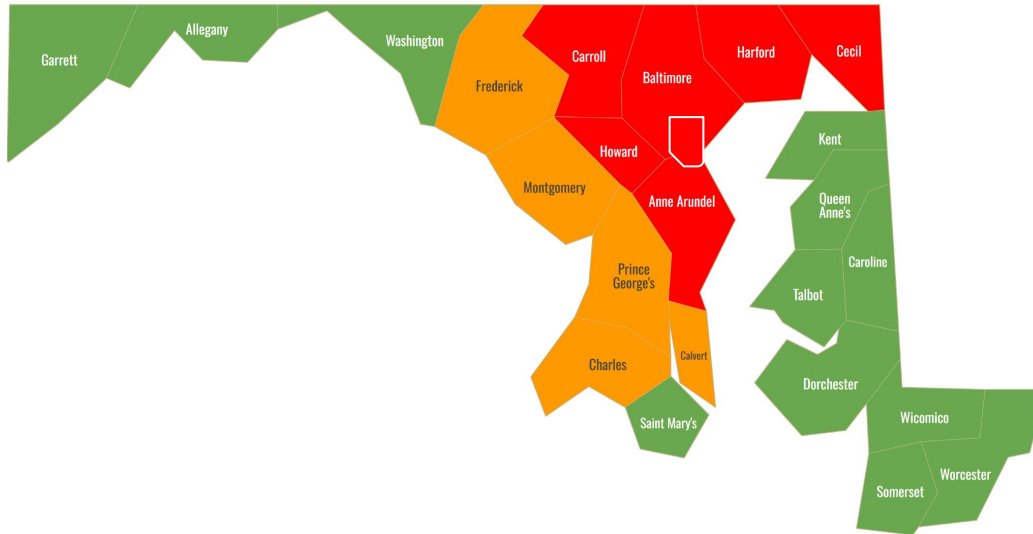 Garrett
Allegany
Washington
Frederick
Carroll
Baltimore
Harford
Cecil
Howard
Montgomery
Anne Arundel
Kent
Queen
Anne's
Caroline
Talbot
Prince
George's
Charles
Calvert
Saint Mary's
Dorchester
Wicomico
Somerset
Worcester